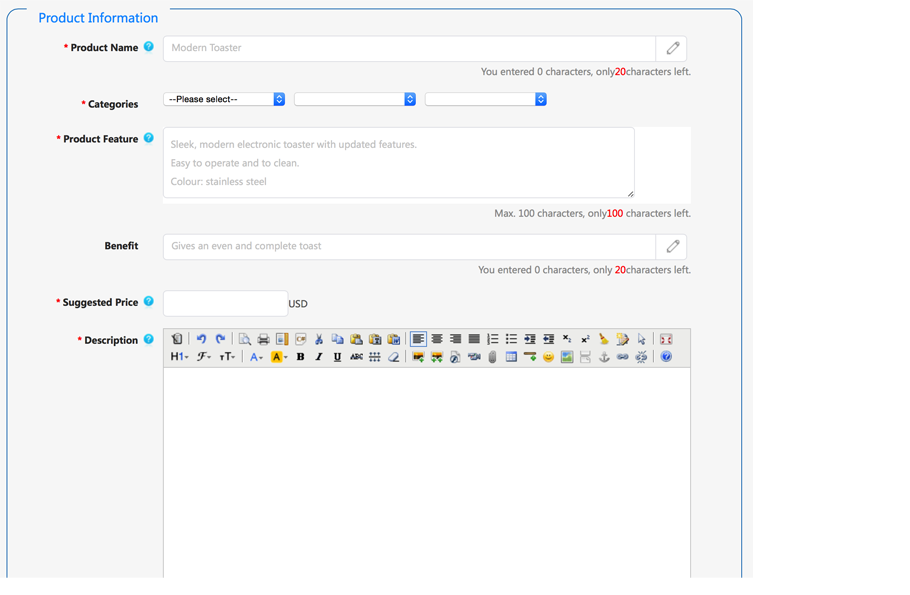 Product Information
* Product Name ?
Modern Toaster
You entered 0 characters, only20characters left.
* Categories
--Please select--
* Product Feature ?
Sleek, modern electronic toaster with updated features.
Easy to operate and to clean.
Colour: stainless steel
Max. 100 characters, only100 characters left.
Benefit
Gives an even and complete toast
You entered 0 characters, only 20characters left.
* Suggested Price ?
USD
* Description ?
H1 F тT A A B I U ABC